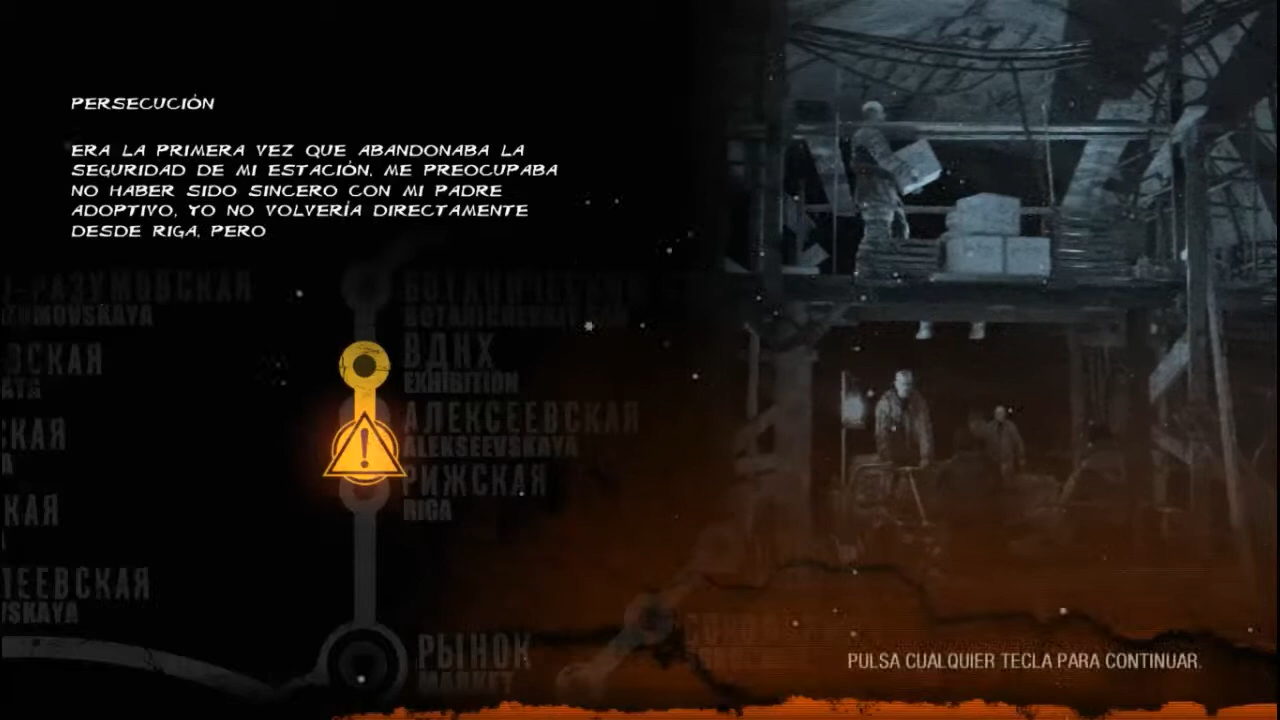 PERSECUCIÓN
ERA LA PRIMERA VEZ QUE ABANDONABA LA
SEGURIDAD DE MI ESTACIÓN. ME PREOCUPABA
NO HABER SIDO SINCERO CON MI PADRE
ADOPTIVO, YO NO VOLVERÍA DIRECTAMENTE
DESDE RIGA, PERO
ВДНХ
EXHIBITION
АЛЕКСЕЕВСКАЯ
ALEKSEEVSKAYA
РИЖСКАЯ
RIGA
РЫНОК
MARKET
PULSA CUALQUIER TECLA PARA CONTINUAR.